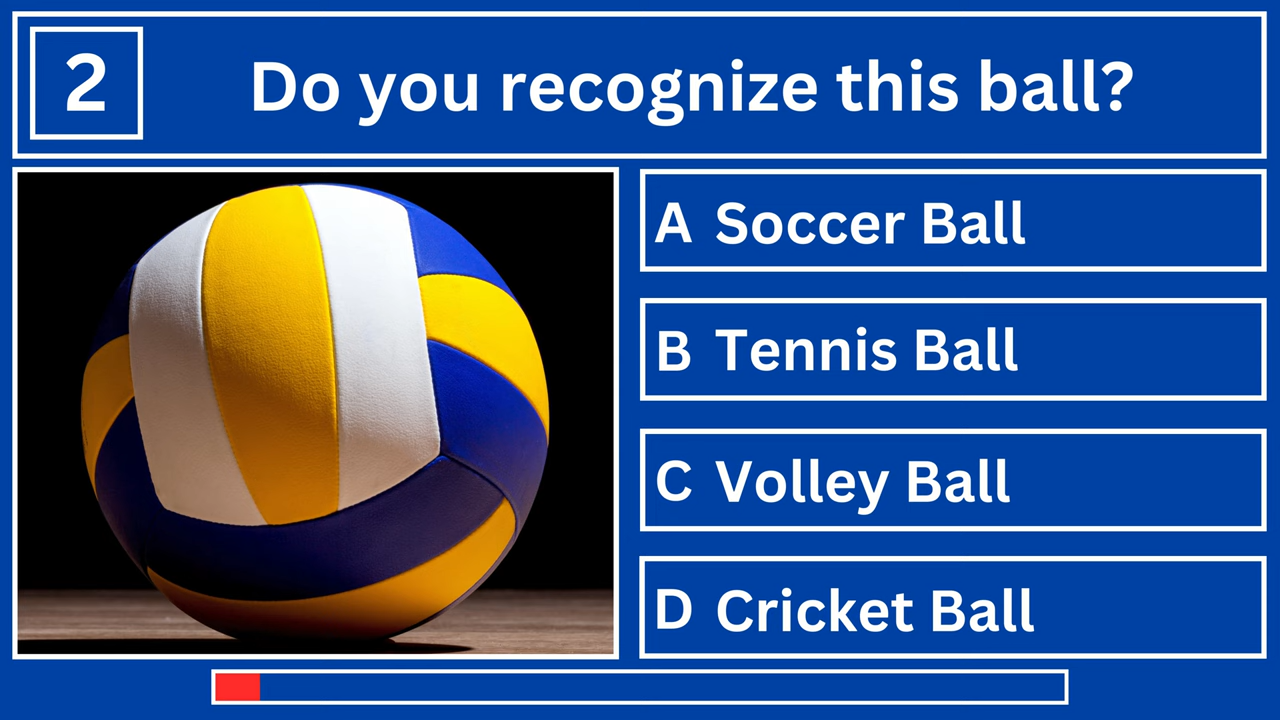 2
Do you recognize this ball?
A Soccer Ball
B Tennis Ball
C Volley Ball
D Cricket Ball